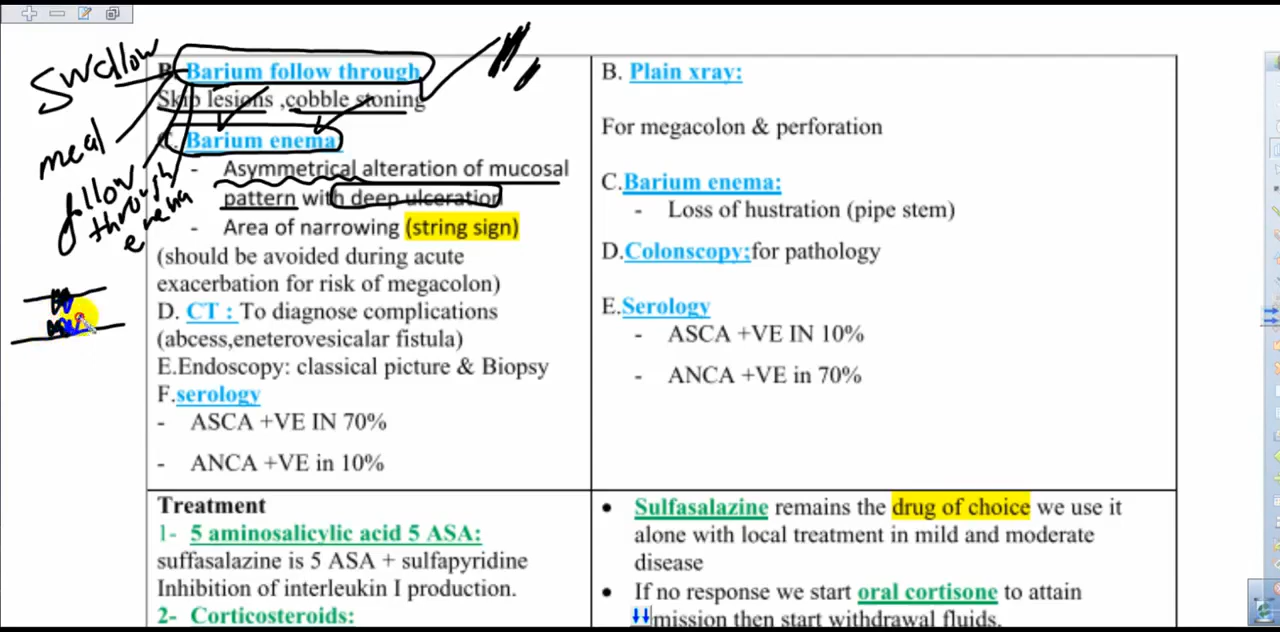 swallow
meal
follow
through
enema
B. Barium follow through
Skip lesions ,cobble stoning
C. Barium enema
- Asymmetrical alteration of mucosal
pattern with deep ulceration
- Area of narrowing (string sign)
(should be avoided during acute
exacerbation for risk of megacolon)
D. CT : To diagnose complications
(abcess,eneterovesicalar fistula)
E.Endoscopy: classical picture & Biopsy
F.serology
- ASCA +VE IN 70%
- ANCA +VE in 10%
B. Plain xray:
For megacolon & perforation
C.Barium enema:
- Loss of hustration (pipe stem)
D.Colonscopy:for pathology
E.Serology
- ASCA +VE IN 10%
- ANCA +VE in 70%
Treatment
1- 5 aminosalicylic acid 5 ASA:
suffasalazine is 5 ASA + sulfapyridine
Inhibition of interleukin I production.
2- Corticosteroids:
• Sulfasalazine remains the drug of choice we use it
alone with local treatment in mild and moderate
disease
• If no response we start oral cortisone to attain
mission then start withdrawal fluids.